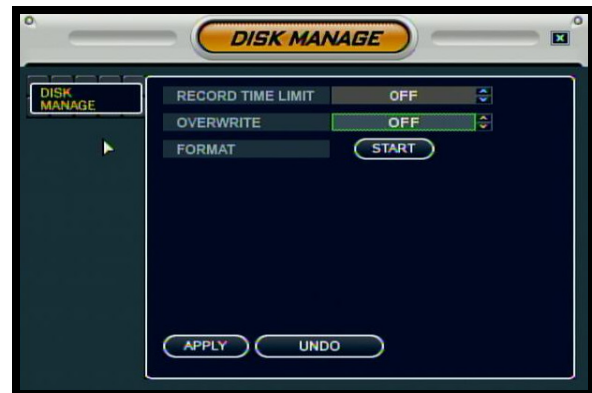 DISK MANAGE
DISK
MANAGE
RECORD TIME LIMIT OFF
OVERWRITE OFF
FORMAT START
APPLY UNDO